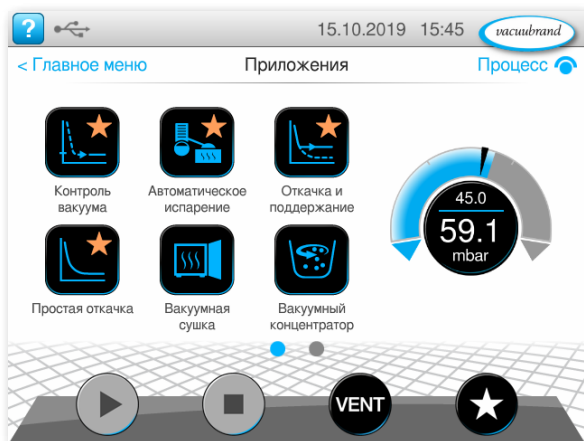 ?
15.10.2019 15:45
vacuubrand
< Главное меню
Приложения
Процесс
Контроль
вакуума
Автоматическое
испарение
Откачка и
поддержание
45.0
59.1
mbar
Простая откачка
Вакуумная
сушка
Вакуумный
концентратор
VENT